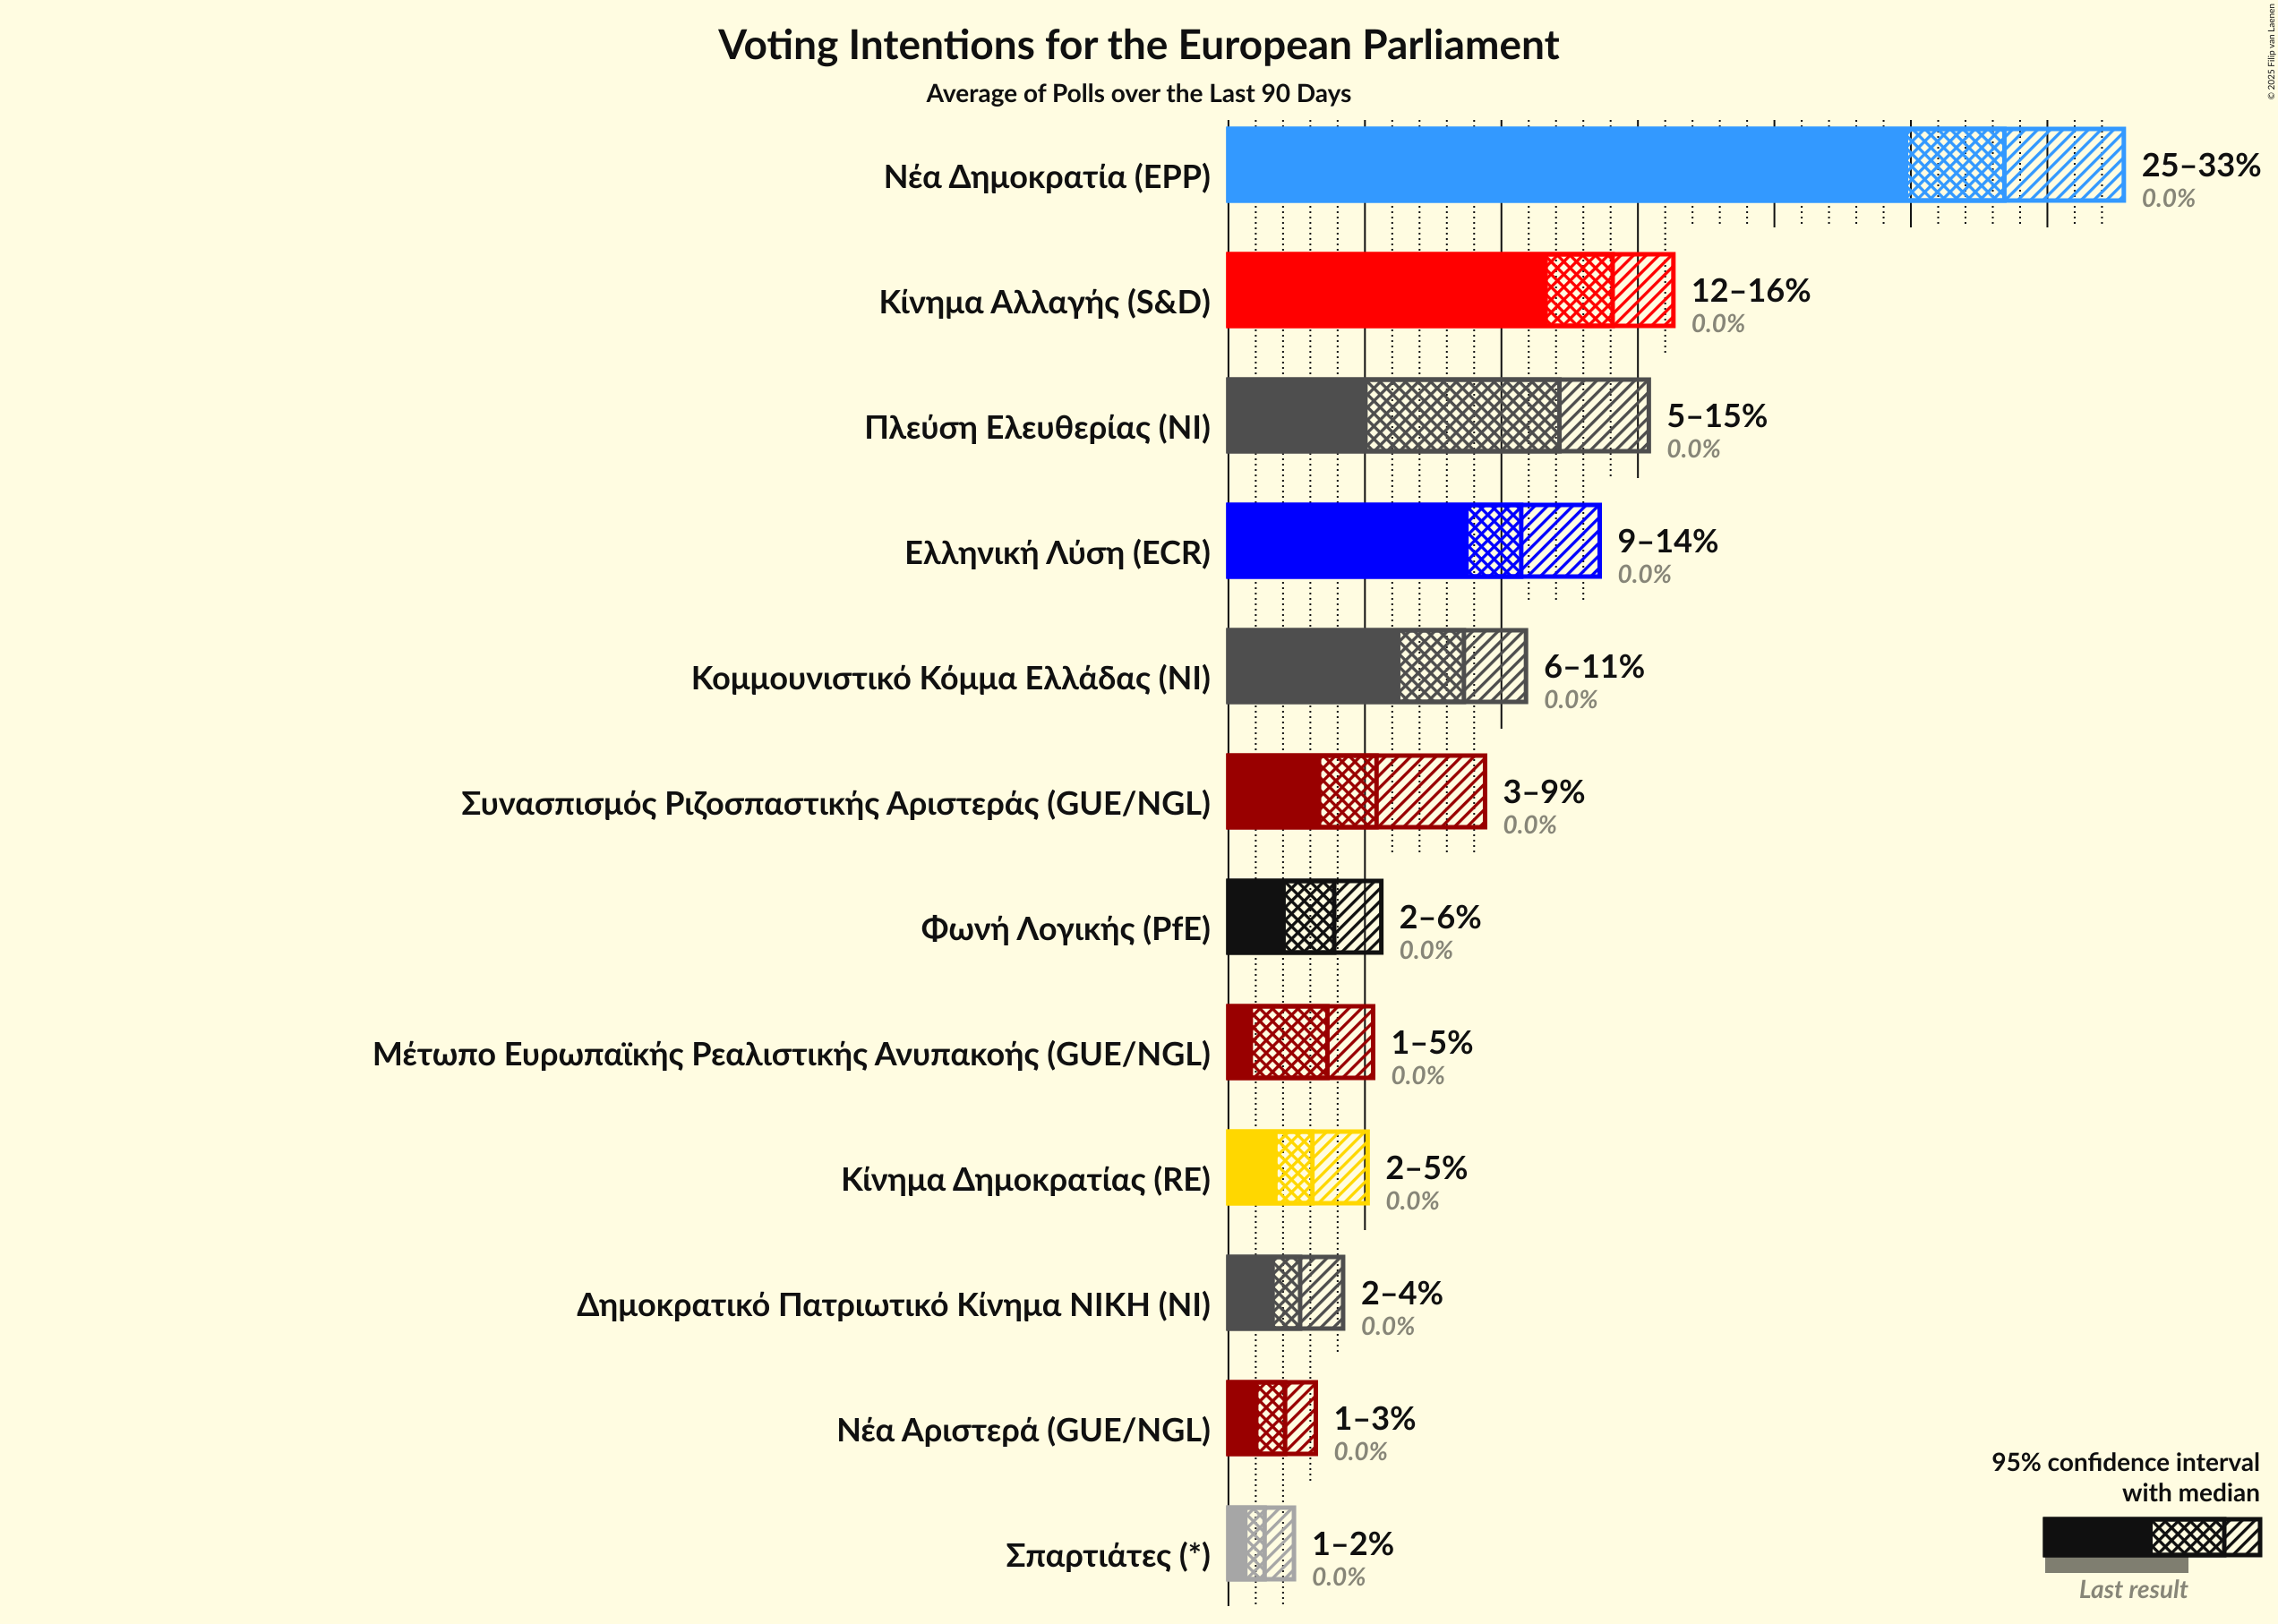 Voting Intentions for the European Parliament
Average of Polls over the Last 90 Days
© 2025 Filip van Laenen
Νέα Δημοκρατία (EPP)
25–33%
0.0%
Κίνημα Αλλαγής (S&D)
12–16%
0.0%
Πλεύση Ελευθερίας (NI)
5–15%
0.0%
Ελληνική Λύση (ECR)
9–14%
0.0%
Κομμουνιστικό Κόμμα Ελλάδας (NI)
6–11%
0.0%
Συνασπισμός Ριζοσπαστικής Αριστεράς (GUE/NGL)
3–9%
0.0%
Φωνή Λογικής (PfE)
2–6%
0.0%
Μέτωπο Ευρωπαϊκής Ρεαλιστικής Ανυπακοής (GUE/NGL)
1–5%
0.0%
Κίνημα Δημοκρατίας (RE)
2–5%
0.0%
Δημοκρατικό Πατριωτικό Κίνημα ΝΙΚΗ (NI)
2–4%
0.0%
Νέα Αριστερά (GUE/NGL)
1–3%
0.0%
Σπαρτιάτες (*)
1–2%
0.0%
95% confidence interval
with median
Last result